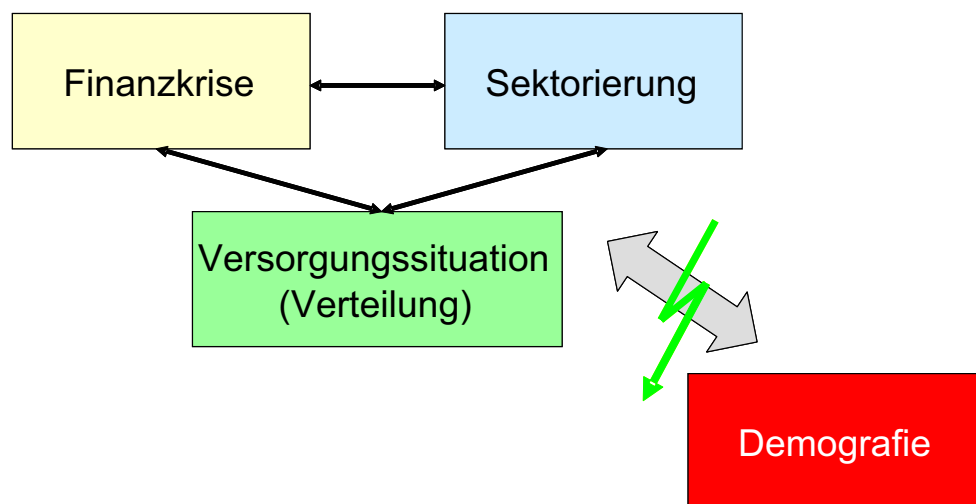 Finanzkrise
Sektorierung
Versorgungssituation
(Verteilung)
Demografie